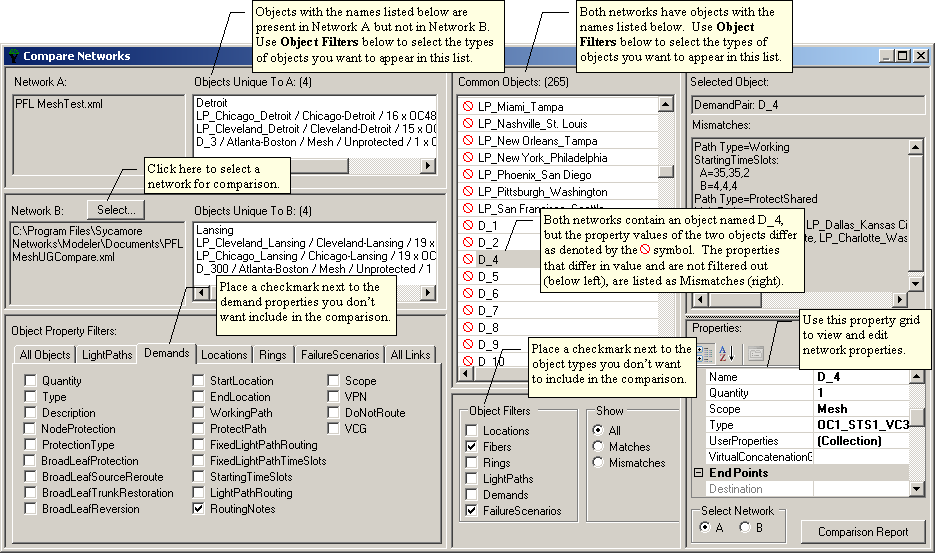 Objects with the names listed below are
present in Network A but not in Network B.
Use Object Filters below to select the types
of objects you want to appear in this list.
Both networks have objects with the
names listed below. Use Object
Filters below to select the types of
objects you want to appear in this list.
Compare Networks
Network A:
PFL MeshTest.xml
Objects Unique To A: (4)
Detroit
LP_Chicago_Detroit / Chicago-Detroit / 16 x OC48
LP_Cleveland_Detroit / Cleveland-Detroit / 15 x OC
D_3 / Atlanta-Boston / Mesh / Unprotected / 1 x O
Click here to select a
network for comparison.
Network B:
Select...
C:\Program Files\Sycamore
Networks\Modeler\Documents\PFL
MeshUGCompare.xml
Objects Unique To B: (4)
Lansing
LP_Cleveland_Lansing / Cleveland-Lansing / 19 x
LP_Chicago_Lansing / Chicago-Lansing / 19 x OC
D_300 / Atlanta-Boston / Mesh / Unprotected / 1
Place a checkmark next to the
demand properties you don't
want include in the comparison.
Object Property Filters:
All Objects
LightPaths
Demands
Locations
Rings
FailureScenarios
All Links
Quantity
Type
Description
NodeProtection
ProtectionType
BroadLeafProtection
BroadLeafSourceReroute
BroadLeafTrunkRestoration
BroadLeafReversion
StartLocation
EndLocation
WorkingPath
ProtectPath
FixedLightPathRouting
FixedLightPathTimeSlots
StartingTimeSlots
LightPathRouting
RoutingNotes
Scope
VPN
DoNotRoute
VCG
Common Objects: (265)
LP_Miami_Tampa
LP_Nashville_St. Louis
LP_New Orleans_Tampa
LP_New York_Philadelphia
LP_Phoenix_San Diego
LP_Pittsburgh_Washington
LP_San Francisco_Seattle
D_1
D_2
D_4
D_5
D_6
D_7
D_8
D_9
D_10
Both networks contain an object named D_4,
but the property values of the two objects differ
as denoted by the symbol. The properties
that differ in value and are not filtered out
(below left), are listed as Mismatches (right).
Place a checkmark next to the
object types you don't want
to include in the comparison.
Object Filters
Locations
Fibers
Rings
LightPaths
Demands
FailureScenarios
Show
All
Matches
Mismatches
Selected Object:
DemandPair: D_4
Mismatches:
Path Type=Working
StartingTimeSlots:
A=35,35,2
B=4,4,4
Path Type=ProtectShared
LP_Dallas_Kansas Ci
te, LP_Charlotte_Was
Use this property grid
to view and edit
network properties.
Properties:
Name D_4
Quantity 1
Scope Mesh
Type OC1_STS1_VC3
UserProperties (Collection)
VirtualConcatenationG
End Points
Destination
Select Network
A
B
Comparison Report